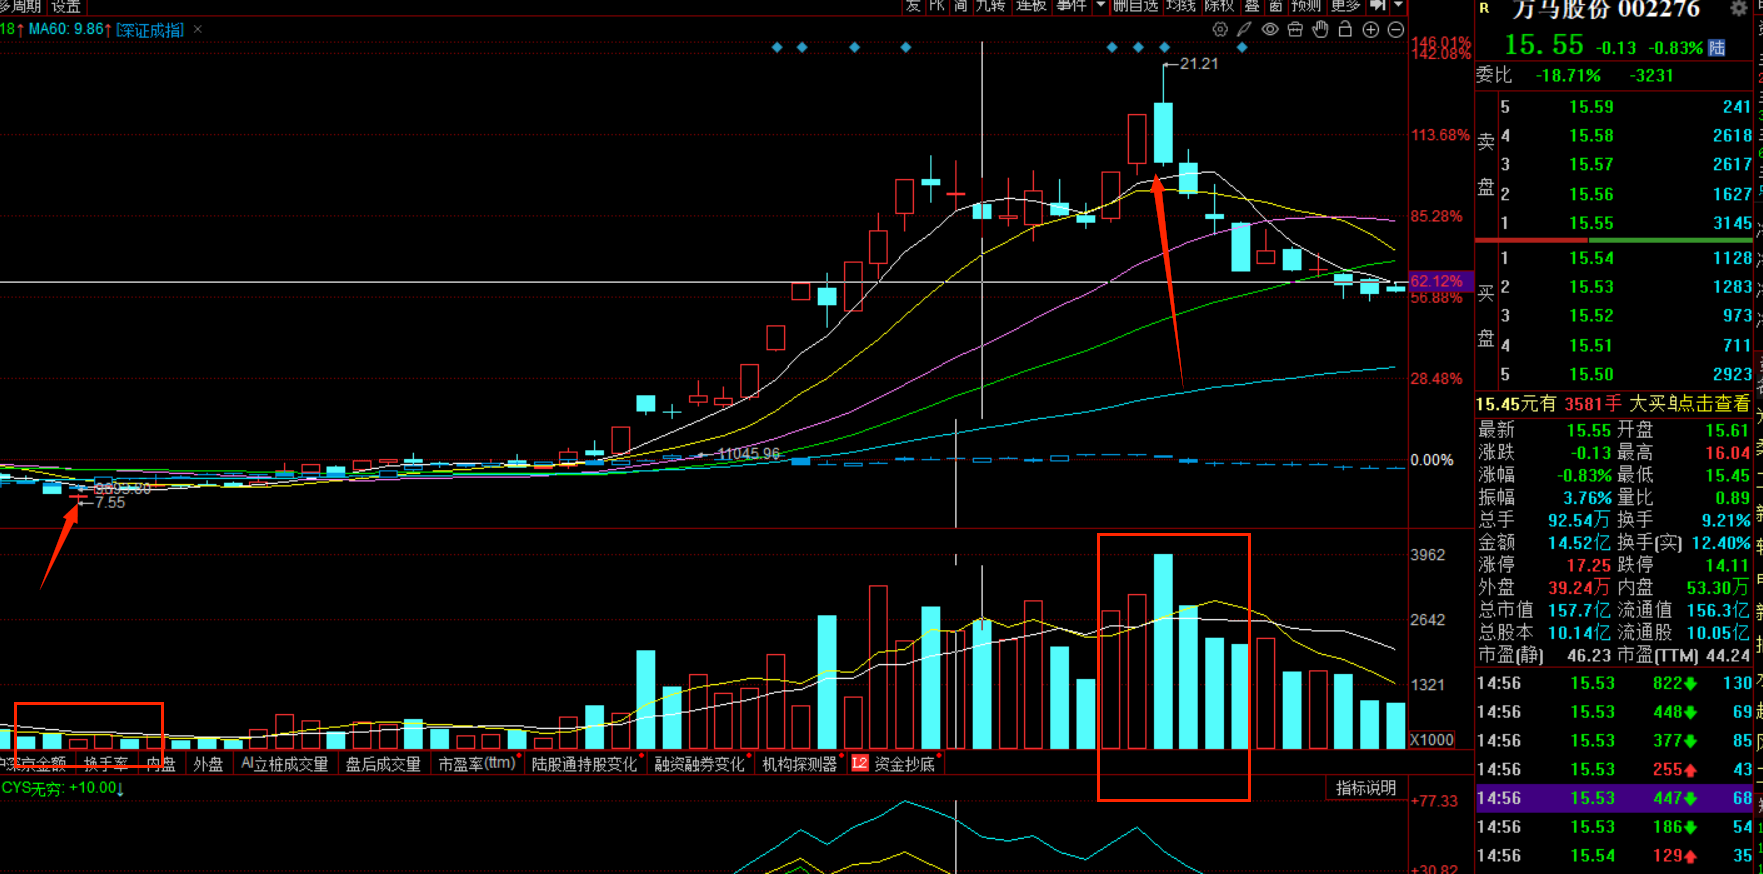 多周期 设置
发 PK 简 九转 连板 事件 删自选 均线 除权 叠 窗 预测 更多
18↑ MA60: 9.86↑ [深证成指] ×
146.01%
142.08%
21.21
113.68%
85.28%
62.12%
56.88%
28.48%
11045.96
0.00%
7.55
3962
2642
1321
X1000
沪深京金额 换手率 内盘 外盘 AI立桩成交量 盘后成交量 市盈率(ttm) 陆股通持股变化 融资融券变化 机构探测器 L2 资金抄底
CYS无穷: +10.00↓
指标说明
+77.33
+30.82
R 万马股份 002276
15.55 -0.13 -0.83% 陆
委比 -18.71% -3231
卖盘
5 15.59 241
4 15.58 2618
3 15.57 2617
2 15.56 1627
1 15.55 3145
买盘
1 15.54 1128
2 15.53 1283
3 15.52 973
4 15.51 711
5 15.50 2923
15.45元有 3581手 大买单点击查看
最新 15.55 开盘 15.61
涨跌 -0.13 最高 16.04
涨幅 -0.83% 最低 15.45
振幅 3.76% 量比 0.89
总手 92.54万 换手 9.21%
金额 14.52亿 换手(实) 12.40%
涨停 17.25 跌停 14.11
外盘 39.24万 内盘 53.30万
总市值 157.7亿 流通值 156.3亿
总股本 10.14亿 流通股 10.05亿
市盈(静) 46.23 市盈(TTM) 44.24
14:56 15.53 822 130
14:56 15.53 448 69
14:56 15.53 377 85
14:56 15.53 255 43
14:56 15.53 447 68
14:56 15.53 186 54
14:56 15.54 129 35